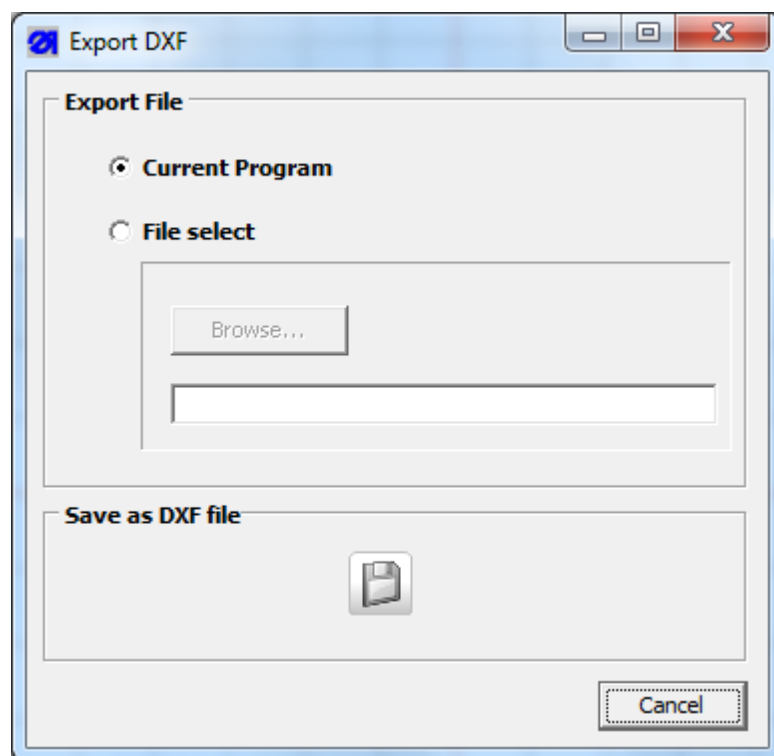 Export DXF
Export File
Current Program
File select
Browse...
Save as DXF file
Cancel